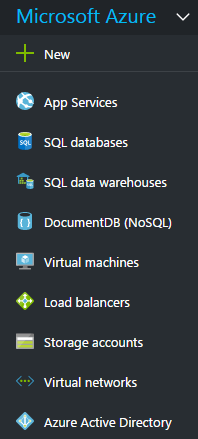 Microsoft Azure
New
App Services
SQL databases
SQL data warehouses
DocumentDB (NoSQL)
Virtual machines
Load balancers
Storage accounts
Virtual networks
Azure Active Directory